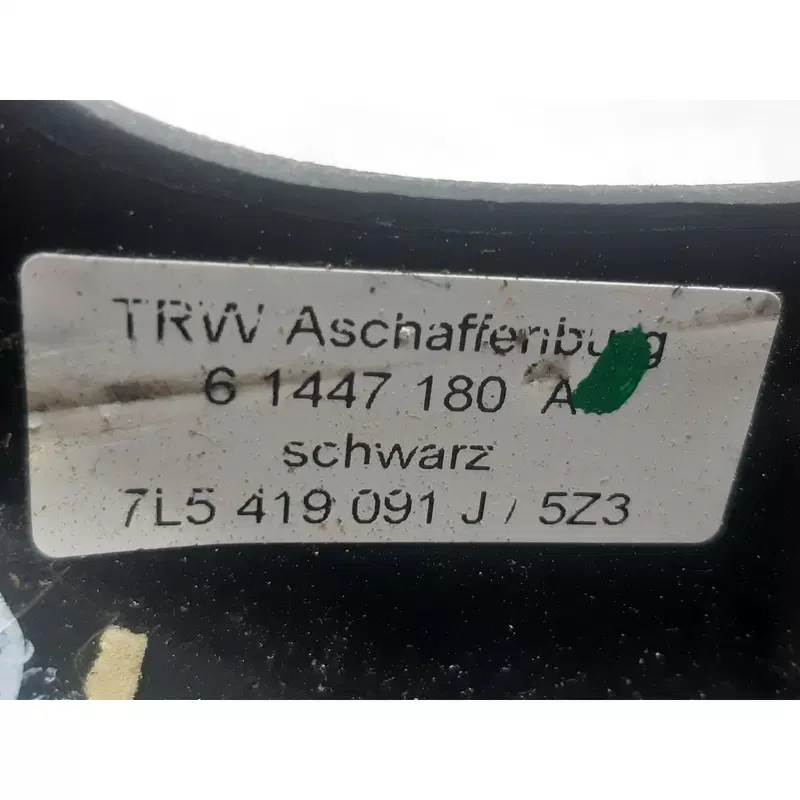 TRW Aschaffenburg
6 1447 180 A
schwarz
7L5 419 091 J / 5Z3